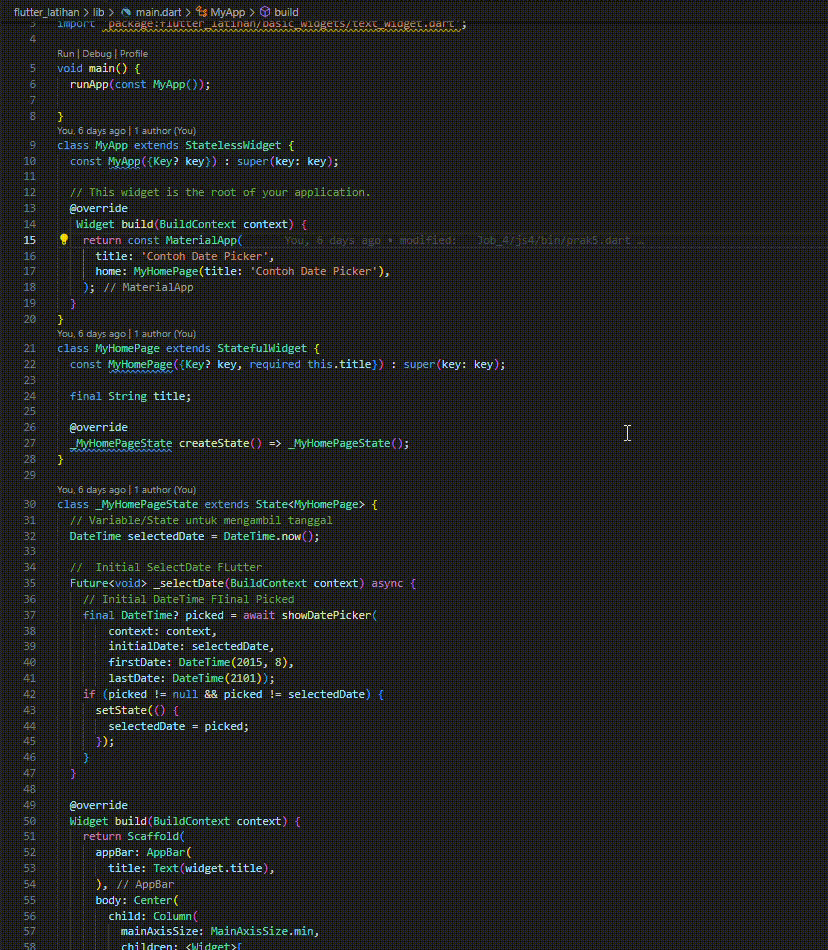 flutter_latihan > lib > main.dart > MyApp > build
3 import 'package:flutter_latihan/basic_widgets/text_widget.dart';
4
Run | Debug | Profile
5 void main() {
6   runApp(const MyApp());
7
8 }
You, 6 days ago | 1 author (You)
9 class MyApp extends StatelessWidget {
10   const MyApp({Key? key}) : super(key: key);
11
12   // This widget is the root of your application.
13   @override
14    Widget build(BuildContext context) {
15     return const MaterialApp(      You, 6 days ago • modified:   Job_4/js4/bin/prak5.dart …
16       title: 'Contoh Date Picker',
17       home: MyHomePage(title: 'Contoh Date Picker'),
18     ); // MaterialApp
19   }
20 }
You, 6 days ago | 1 author (You)
21 class MyHomePage extends StatefulWidget {
22   const MyHomePage({Key? key, required this.title}) : super(key: key);
23
24   final String title;
25
26   @override
27   _MyHomePageState createState() => _MyHomePageState();
28 }
29
You, 6 days ago | 1 author (You)
30 class _MyHomePageState extends State<MyHomePage> {
31   // Variable/State untuk mengambil tanggal
32   DateTime selectedDate = DateTime.now();
33
34   //  Initial SelectDate FLutter
35   Future<void> _selectDate(BuildContext context) async {
36     // Initial DateTime FIinal Picked
37     final DateTime? picked = await showDatePicker(
38         context: context,
39         initialDate: selectedDate,
40         firstDate: DateTime(2015, 8),
41         lastDate: DateTime(2101));
42     if (picked != null && picked != selectedDate) {
43       setState(() {
44         selectedDate = picked;
45       });
46     }
47   }
48
49   @override
50   Widget build(BuildContext context) {
51     return Scaffold(
52       appBar: AppBar(
53         title: Text(widget.title),
54       ), // AppBar
55       body: Center(
56         child: Column(
57           mainAxisSize: MainAxisSize.min,
58           children: <Widget>[